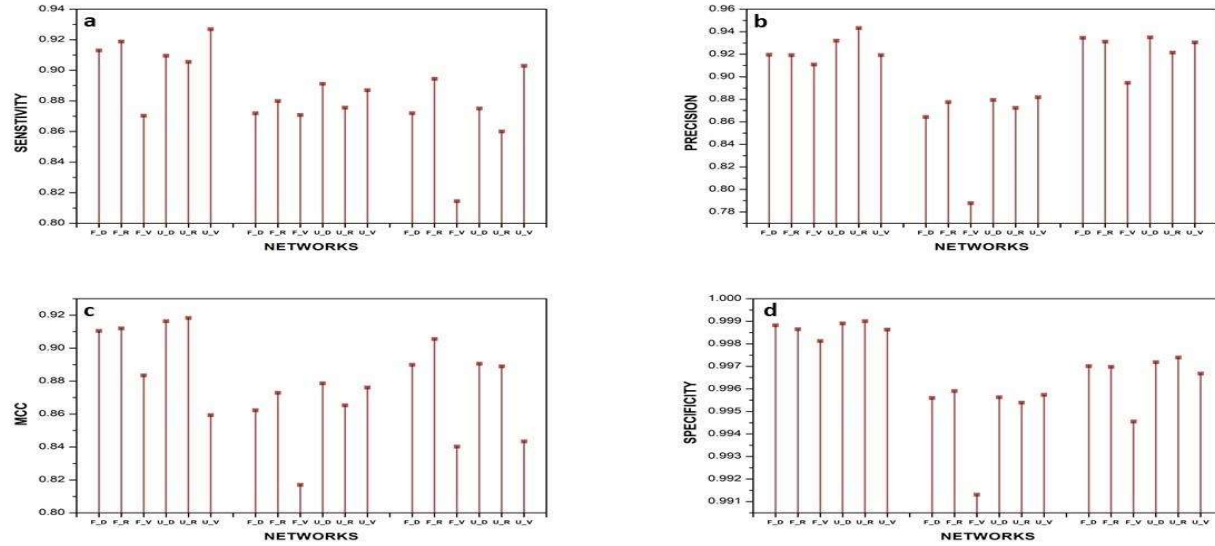 a
0.94
0.92
0.90
0.88
0.86
0.84
0.82
0.80
SENSTIVITY
F_D F_R F_V U_D U_R U_V F_D F_R F_V U_D U_R U_V F_D F_R F_V U_D U_R U_V
NETWORKS
b
0.96
0.94
0.92
0.90
0.88
0.86
0.84
0.82
0.80
0.78
PRECISION
F_D F_R F_V U_D U_R U_V F_D F_R F_V U_D U_R U_V F_D F_R F_V U_D U_R U_V
NETWORKS
c
0.92
0.90
0.88
0.86
0.84
0.82
0.80
MCC
F_D F_R F_V U_D U_R U_V F_D F_R F_V U_D U_R U_V F_D F_R F_V U_D U_R U_V
NETWORKS
d
1.000
0.999
0.998
0.997
0.996
0.995
0.994
0.993
0.992
0.991
SPECIFICITY
F_D F_R F_V U_D U_R U_V F_D F_R F_V U_D U_R U_V F_D F_R F_V U_D U_R U_V
NETWORKS